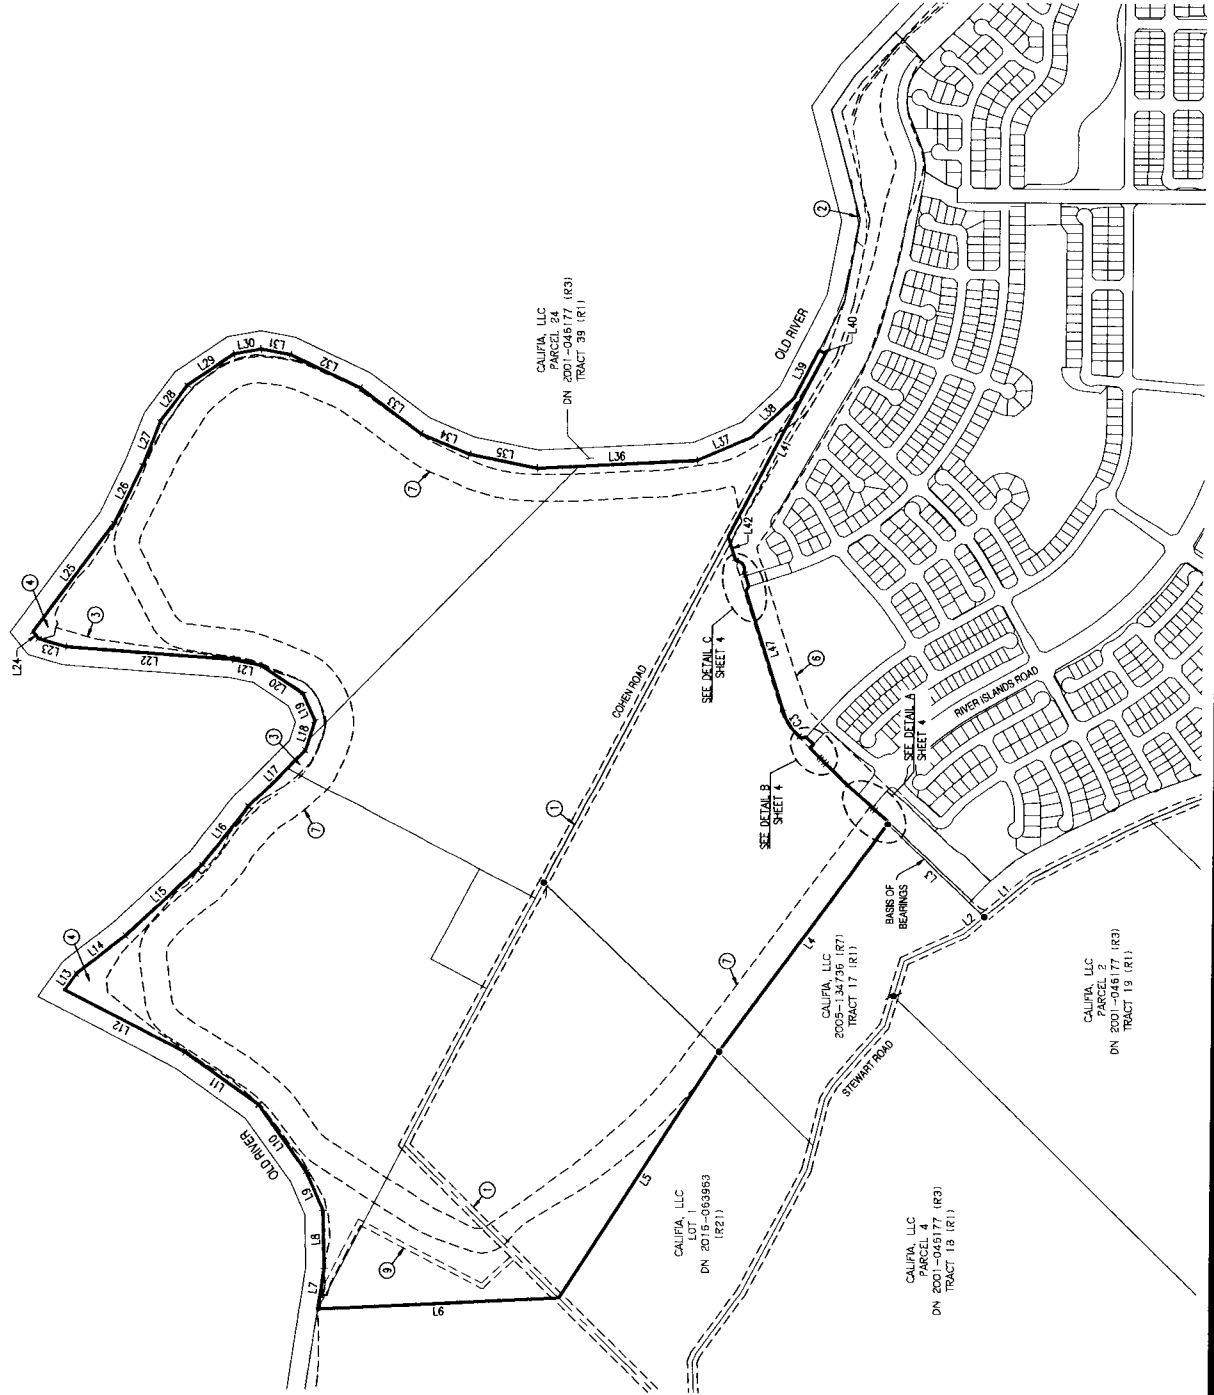 L24
L23
4
L25
3
L22
L21
L20
L19
L18
3
L17
L26
L27
L28
L29
L30
L31
L32
L33
L34
L35
L36
L37
L38
L39
L40
L41
L42
7
CALIFIA, LLC
PARCEL 24
DN 2001-046177 (R3)
TRACT 39 (R1)
OLD RIVER
2
7
L16
L15
L14
L13
4
L12
L11
L10
L9
L8
L7
L6
OLD RIVER
9
1
COHEN ROAD
1
SEE DETAIL C
SHEET 4
L47
6
C3
SEE DETAIL B
SHEET 4
SEE DETAIL A
SHEET 4
RIVER ISLANDS ROAD
BASIS OF
BEARINGS
L3
L1
L2
L4
7
L5
CALIFIA, LLC
2005-134736 (R7)
TRACT 17 (R1)
STEWART ROAD
CALIFIA, LLC
LOT 1
DN 2016-063963
(R21)
CALIFIA, LLC
PARCEL 2
DN 2001-046177 (R3)
TRACT 19 (R1)
CALIFIA, LLC
PARCEL 4
DN 2001-046177 (R3)
TRACT 18 (R1)